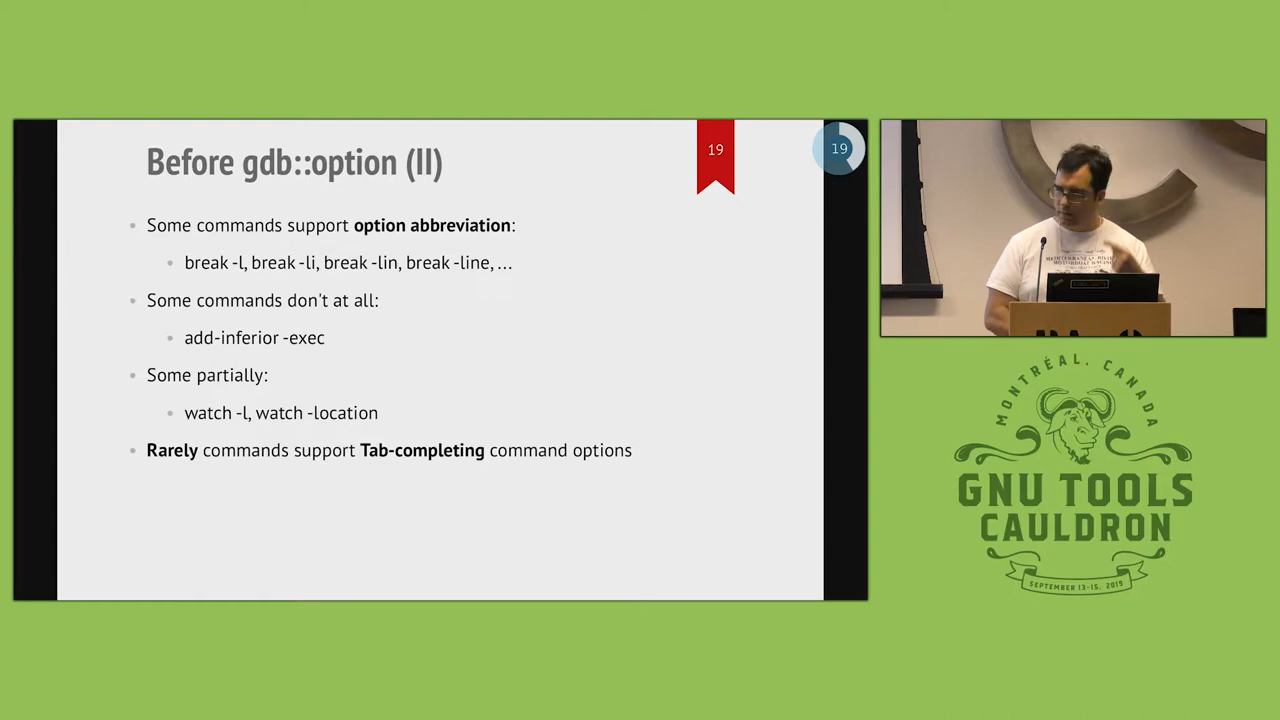 Before gdb::option (II)
19
19
• Some commands support option abbreviation:
• break -l, break -li, break -lin, break -line, ...
• Some commands don't at all:
• add-inferior -exec
• Some partially:
• watch -l, watch -location
• Rarely commands support Tab-completing command options
MONTRÉAL, CANADA
GNU TOOLS
CAULDRON
SEPTEMBER 13-15, 2019